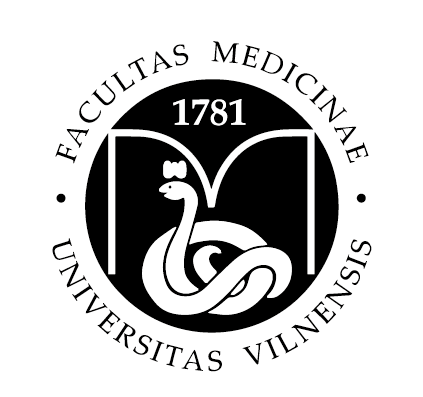 FACULTAS MEDICINAE
1781
UNIVERSITAS VILNENSIS